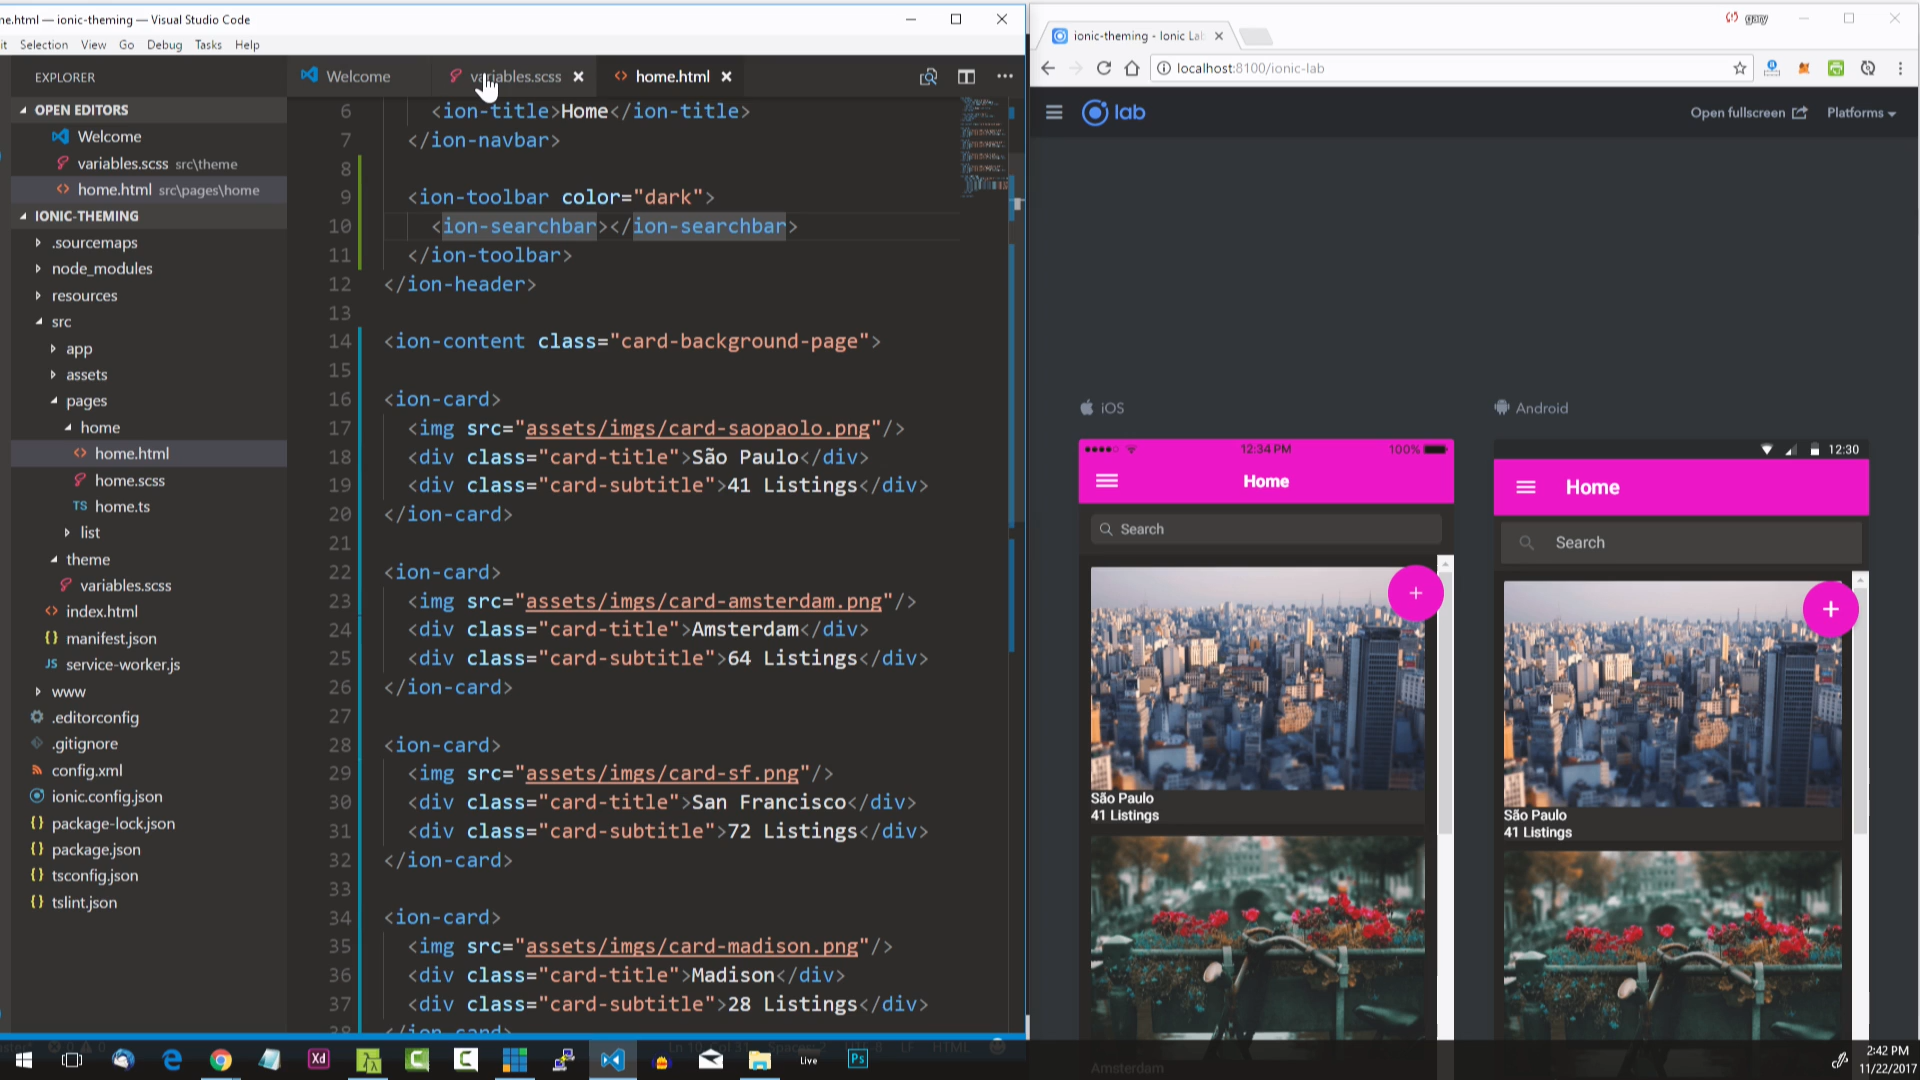 ne.html — ionic-theming — Visual Studio Code
it Selection View Go Debug Tasks Help
EXPLORER
OPEN EDITORS
Welcome
variables.scss src\theme
home.html src\pages\home
IONIC-THEMING
.sourcemaps
node_modules
resources
src
app
assets
pages
home
home.html
home.scss
TS home.ts
list
theme
variables.scss
index.html
{} manifest.json
JS service-worker.js
www
.editorconfig
.gitignore
config.xml
ionic.config.json
{} package-lock.json
{} package.json
{} tsconfig.json
{} tslint.json
Welcome
variables.scss
home.html
6 <ion-title>Home</ion-title>
7 </ion-navbar>
8
9 <ion-toolbar color="dark">
10 <ion-searchbar></ion-searchbar>
11 </ion-toolbar>
12 </ion-header>
13
14 <ion-content class="card-background-page">
15
16 <ion-card>
17 <img src="assets/imgs/card-saopaolo.png"/>
18 <div class="card-title">São Paulo</div>
19 <div class="card-subtitle">41 Listings</div>
20 </ion-card>
21
22 <ion-card>
23 <img src="assets/imgs/card-amsterdam.png"/>
24 <div class="card-title">Amsterdam</div>
25 <div class="card-subtitle">64 Listings</div>
26 </ion-card>
27
28 <ion-card>
29 <img src="assets/imgs/card-sf.png"/>
30 <div class="card-title">San Francisco</div>
31 <div class="card-subtitle">72 Listings</div>
32 </ion-card>
33
34 <ion-card>
35 <img src="assets/imgs/card-madison.png"/>
36 <div class="card-title">Madison</div>
37 <div class="card-subtitle">28 Listings</div>
38 </ion-card>
gary
ionic-theming - Ionic La
localhost:8100/ionic-lab
lab
Open fullscreen
Platforms
iOS
12:34 PM
100%
Home
Search
São Paulo
41 Listings
Amsterdam
Android
12:30
Home
Search
São Paulo
41 Listings
Xd
Live
Ps
2:42 PM
11/22/2017